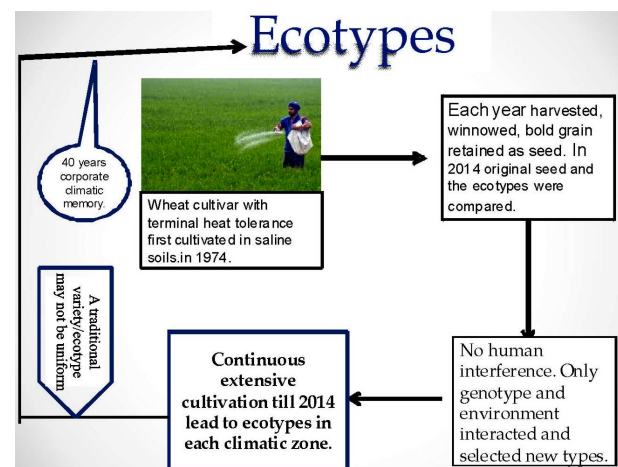 Ecotypes
40 years
corporate
climatic
memory.
Wheat cultivar with
terminal heat tolerance
first cultivated in saline
soils.in 1974.
Each year harvested,
winnowed, bold grain
retained as seed. In
2014 original seed and
the ecotypes were
compared.
No human
interference. Only
genotype and
environment
interacted and
selected new types.
Continuous
extensive
cultivation till 2014
lead to ecotypes in
each climatic zone.
A traditional
variety/ecotype
may not be uniform